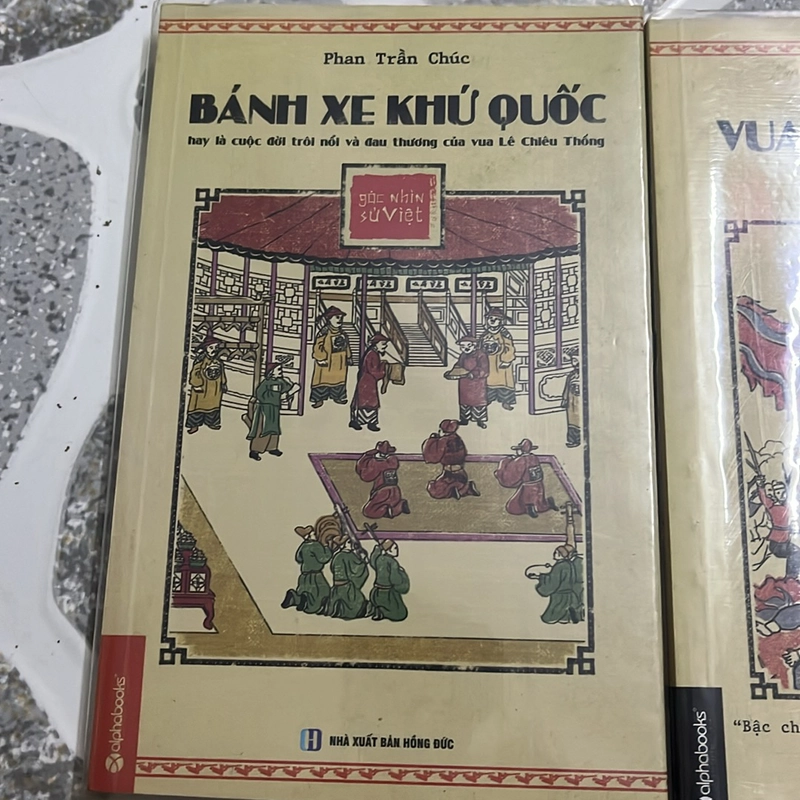 Phan Trần Chúc
BÁNH XE KHỨ QUỐC
hay là cuộc đời trôi nổi và đau thương của vua Lê Chiêu Thống
góc nhìn
sử Việt
alphabooks®
H NHÀ XUẤT BẢN HỒNG ĐỨC
VUA
"Bậc ch
alphabooks®